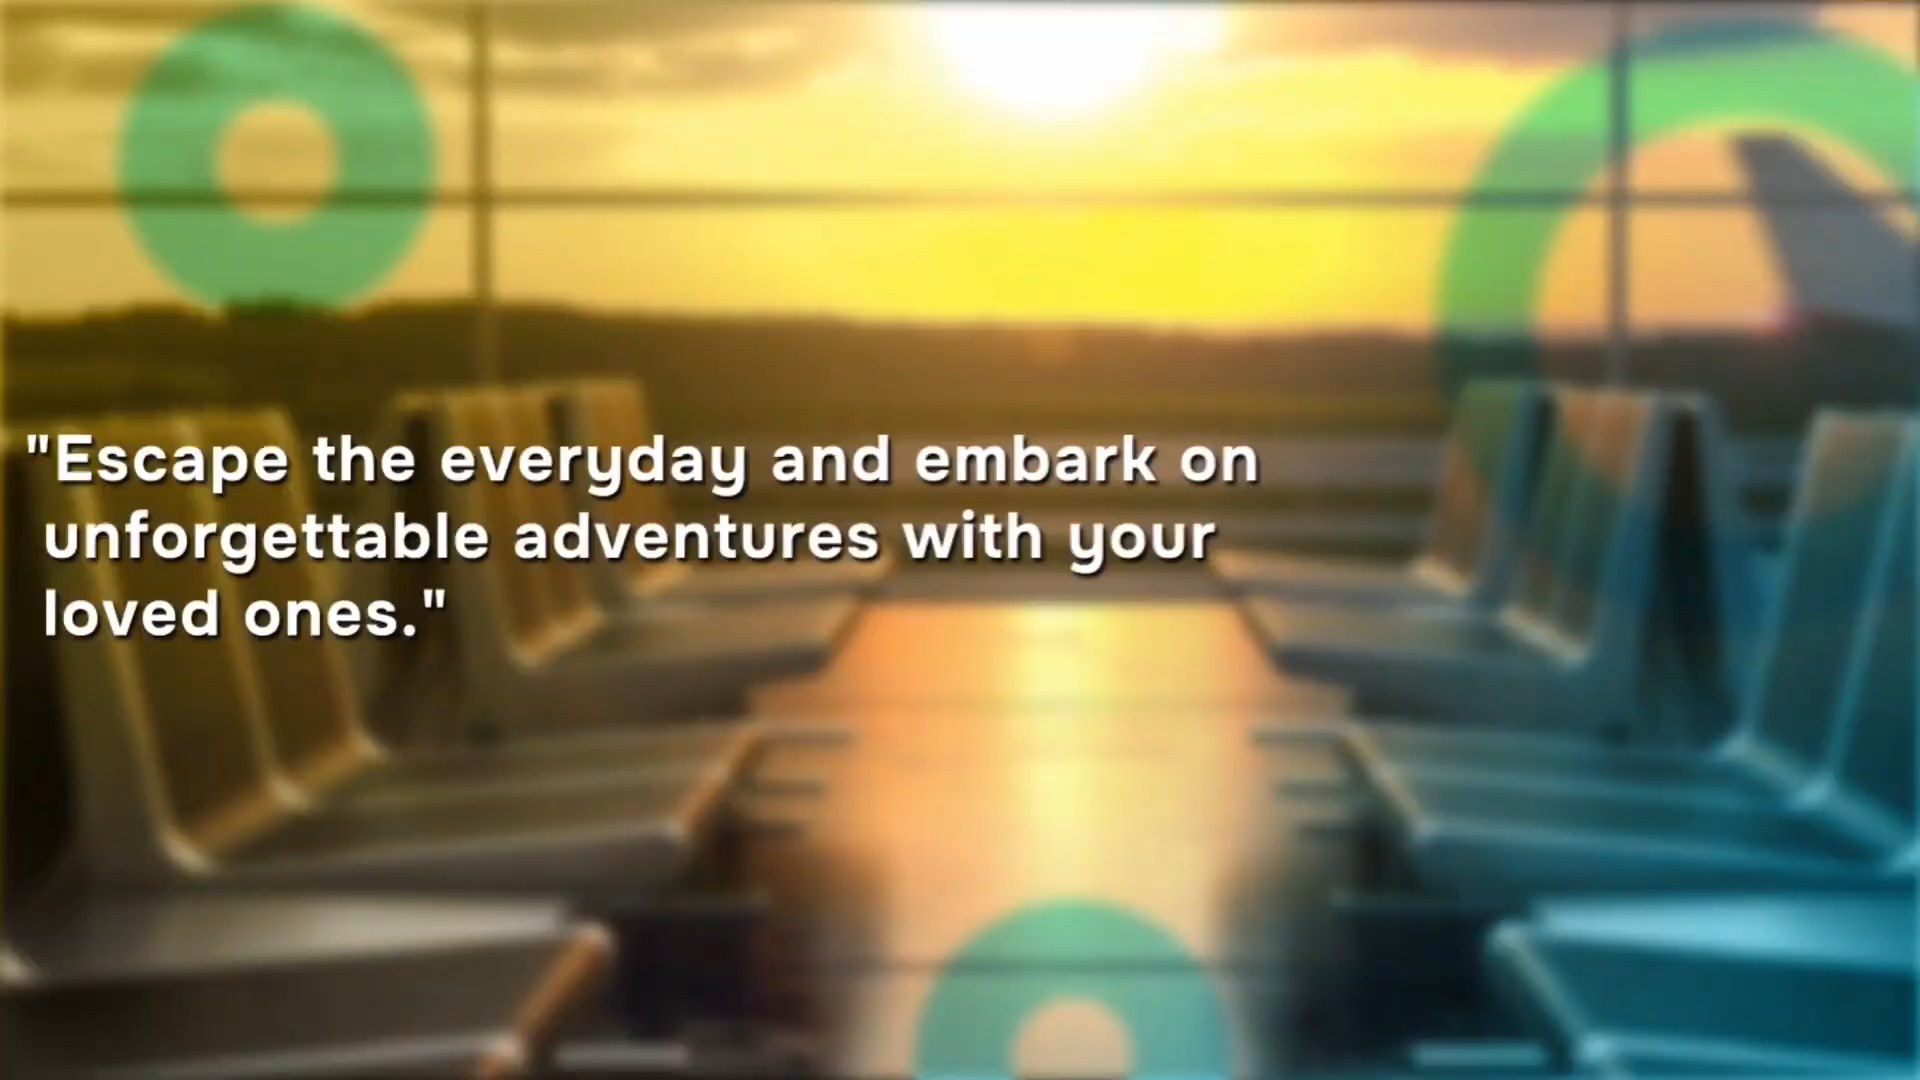 "Escape the everyday and embark on
unforgettable adventures with your
loved ones."